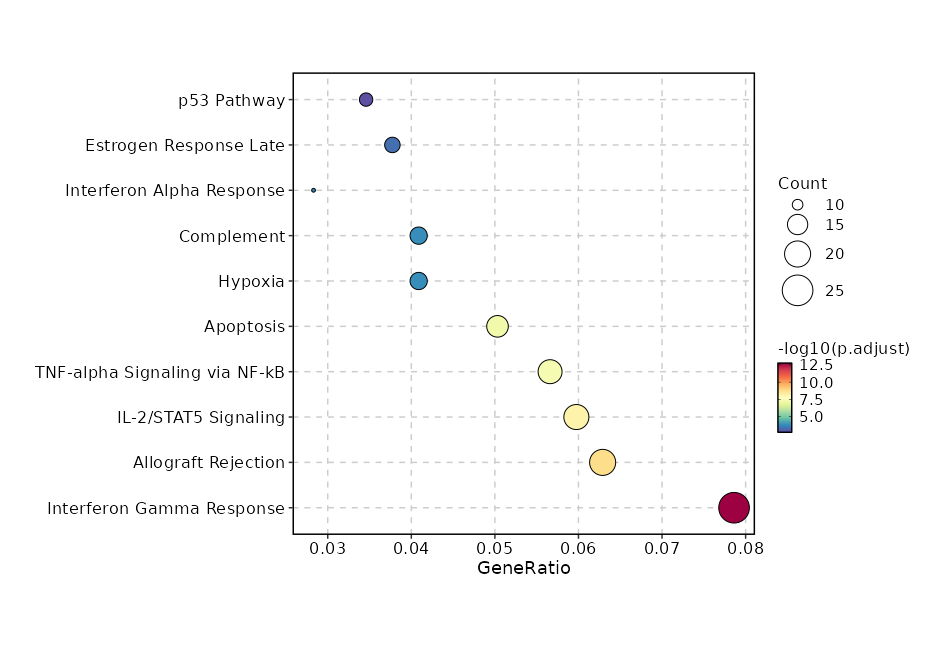 p53 Pathway
Estrogen Response Late
Interferon Alpha Response
Complement
Hypoxia
Apoptosis
TNF-alpha Signaling via NF-kB
IL-2/STAT5 Signaling
Allograft Rejection
Interferon Gamma Response
0.03 0.04 0.05 0.06 0.07 0.08
GeneRatio
Count
10
15
20
25
-log10(p.adjust)
12.5
10.0
7.5
5.0